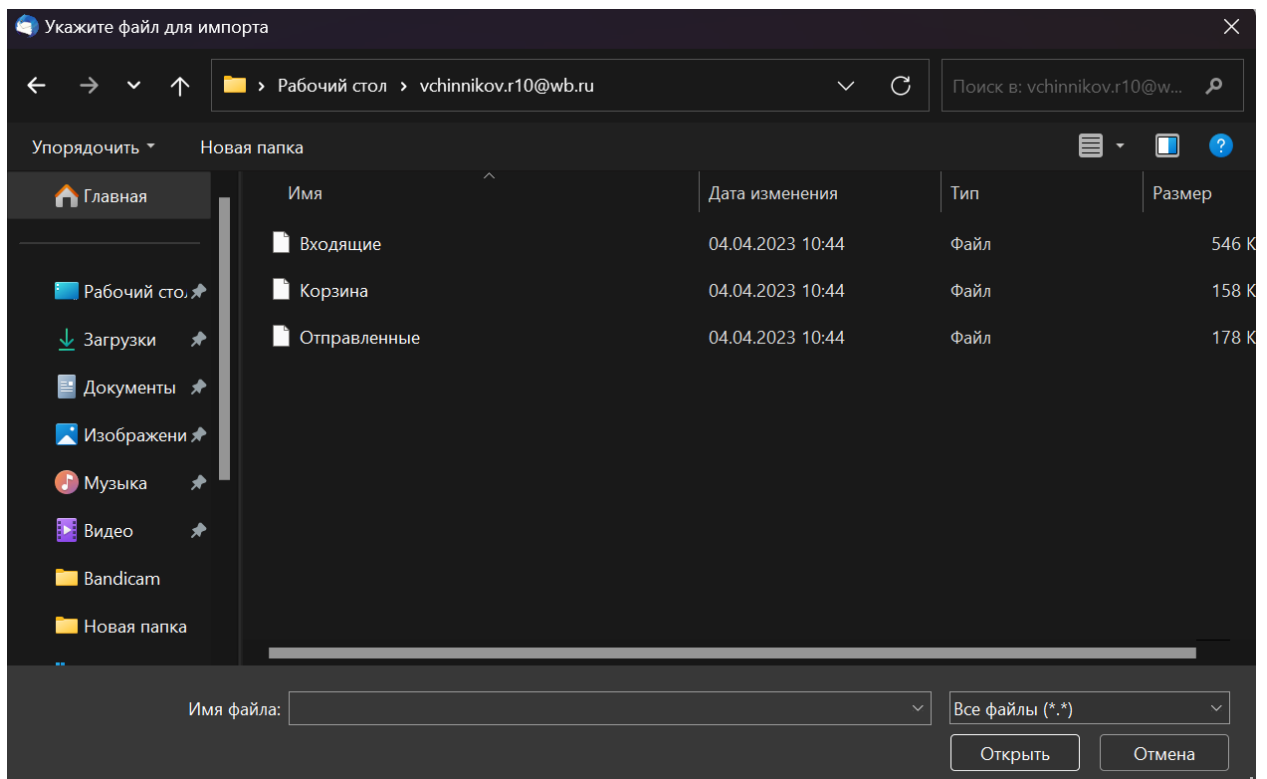 Укажите файл для импорта
Рабочий стол > vchinnikov.r10@wb.ru
Поиск в: vchinnikov.r10@w...
Упорядочить
Новая папка
Главная
Имя
Дата изменения
Тип
Размер
Входящие 04.04.2023 10:44 Файл 546 К
Корзина 04.04.2023 10:44 Файл 158 К
Отправленные 04.04.2023 10:44 Файл 178 К
Рабочий стол
Загрузки
Документы
Изображени
Музыка
Видео
Bandicam
Новая папка
Имя файла:
Все файлы (*.*)
Открыть
Отмена